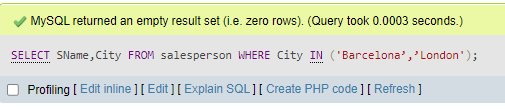 MySQL returned an empty result set (i.e. zero rows). (Query took 0.0003 seconds.)
SELECT SName,City FROM salesperson WHERE City IN ('Barcelona’,’London');
Profiling [ Edit inline ] [ Edit ] [ Explain SQL ] [ Create PHP code ] [ Refresh ]